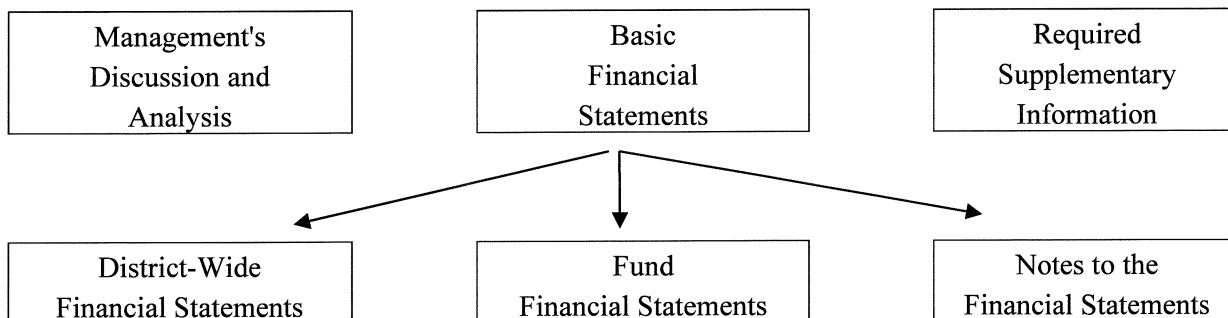 Management's
Discussion and
Analysis
Basic
Financial
Statements
Required
Supplementary
Information
District-Wide
Financial Statements
Fund
Financial Statements
Notes to the
Financial Statements